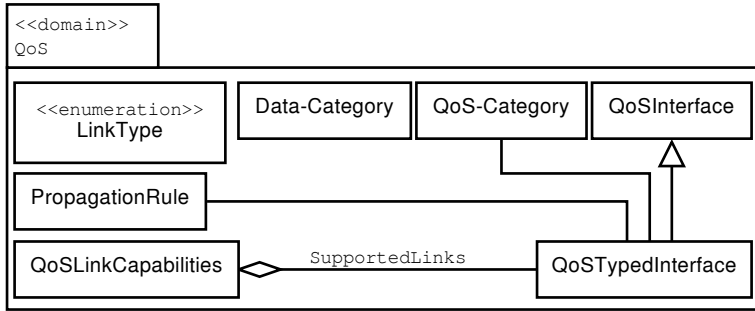 <<domain>>
QoS
<<enumeration>>
LinkType
Data-Category
QoS-Category
QoSInterface
PropagationRule
QoSLinkCapabilities
SupportedLinks
QoSTypedInterface